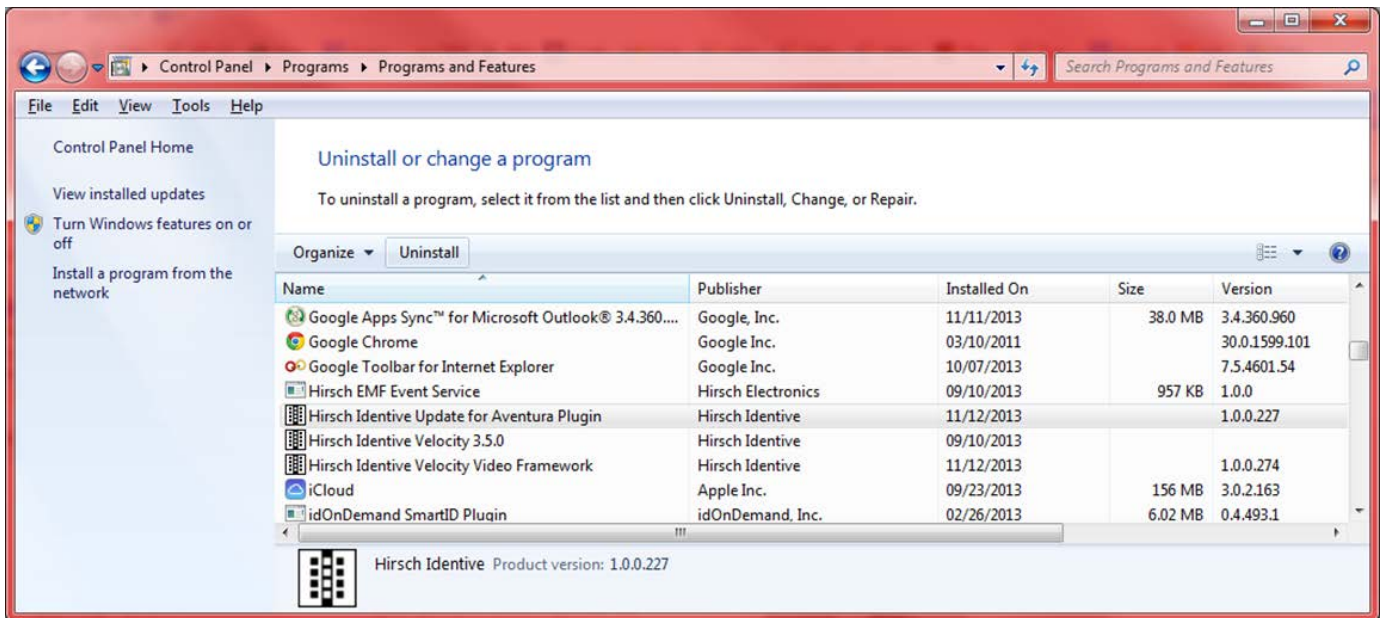 Control Panel Programs Programs and Features Search Programs and Features
File Edit View Tools Help
Control Panel Home
View installed updates
Turn Windows features on or
off
Install a program from the
network
Uninstall or change a program
To uninstall a program, select it from the list and then click Uninstall, Change, or Repair.
Organize Uninstall
Name Publisher Installed On Size Version
Google Apps Sync™ for Microsoft Outlook® 3.4.360.... Google, Inc. 11/11/2013 38.0 MB 3.4.360.960
Google Chrome Google Inc. 03/10/2011 30.0.1599.101
Google Toolbar for Internet Explorer Google Inc. 10/07/2013 7.5.4601.54
Hirsch EMF Event Service Hirsch Electronics 09/10/2013 957 KB 1.0.0
Hirsch Identive Update for Aventura Plugin Hirsch Identive 11/12/2013 1.0.0.227
Hirsch Identive Velocity 3.5.0 Hirsch Identive 09/10/2013
Hirsch Identive Velocity Video Framework Hirsch Identive 11/12/2013 1.0.0.274
iCloud Apple Inc. 09/23/2013 156 MB 3.0.2.163
idOnDemand SmartID Plugin idOnDemand, Inc. 02/26/2013 6.02 MB 0.4.493.1
Hirsch Identive Product version: 1.0.0.227